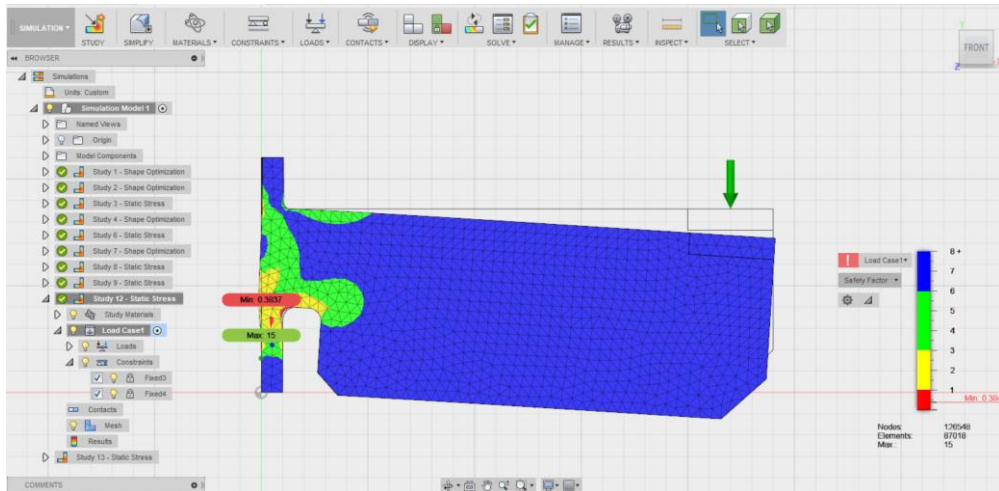 SIMULATION
STUDY
SIMPLIFY
MATERIALS
CONSTRAINTS
LOADS
CONTACTS
DISPLAY
SOLVE
MANAGE
RESULTS
INSPECT
SELECT
BROWSER
FRONT
Y
Z
Simulations
Units: Custom
Simulation Model 1
Named Views
Origin
Model Components
Study 1 - Shape Optimization
Study 2 - Shape Optimization
Study 3 - Static Stress
Study 4 - Shape Optimization
Study 6 - Static Stress
Study 7 - Shape Optimization
Study 8 - Static Stress
Study 9 - Static Stress
Study 12 - Static Stress
Study Materials
Load Case1
Loads
Constraints
Fixed3
Fixed4
Contacts
Mesh
Results
Study 13 - Static Stress
COMMENTS
Min: 0.3837
Max: 15
! Load Case1
Safety Factor
8 +
7
6
5
4
3
2
1
Min: 0.384
Nodes: 126548
Elements: 87018
Max: 15